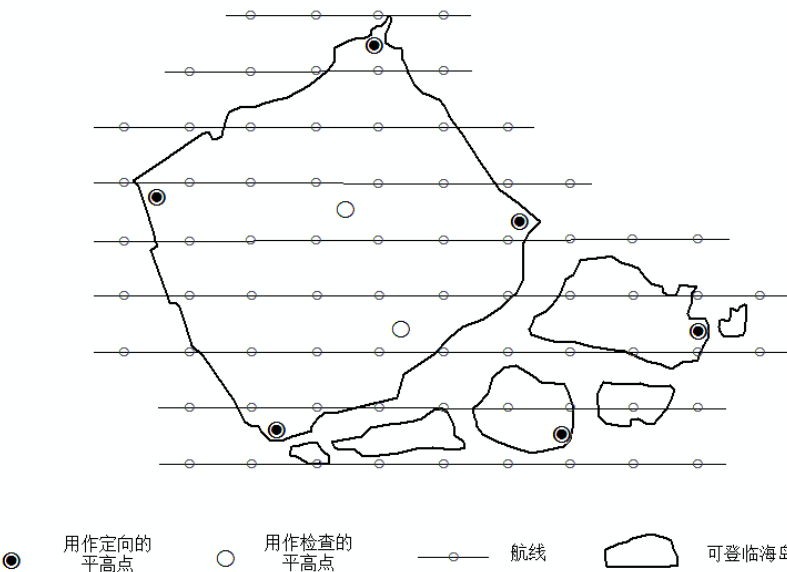 用作定向的
平高点
用作检查的
平高点
航线
可登临海岛